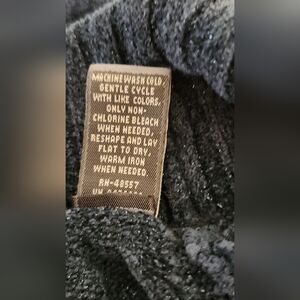 MACHINE WASH COLD,
GENTLE CYCLE
WITH LIKE COLORS,
ONLY NON-
CHLORINE BLEACH
WHEN NEEDED,
RESHAPE AND LAY
FLAT TO DRY,
WARM IRON
WHEN NEEDED.
RN-48557